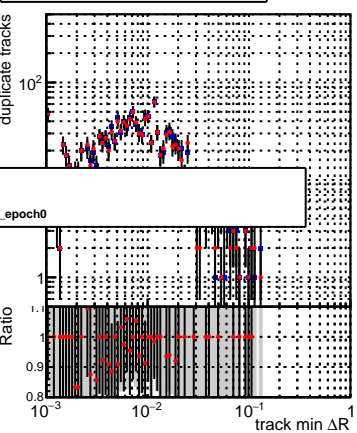 duplicate tracks
10²
_epoch0
1
Ratio
1.1
1
0.9
0.8
10⁻³
10⁻²
10⁻¹
1
track min ΔR